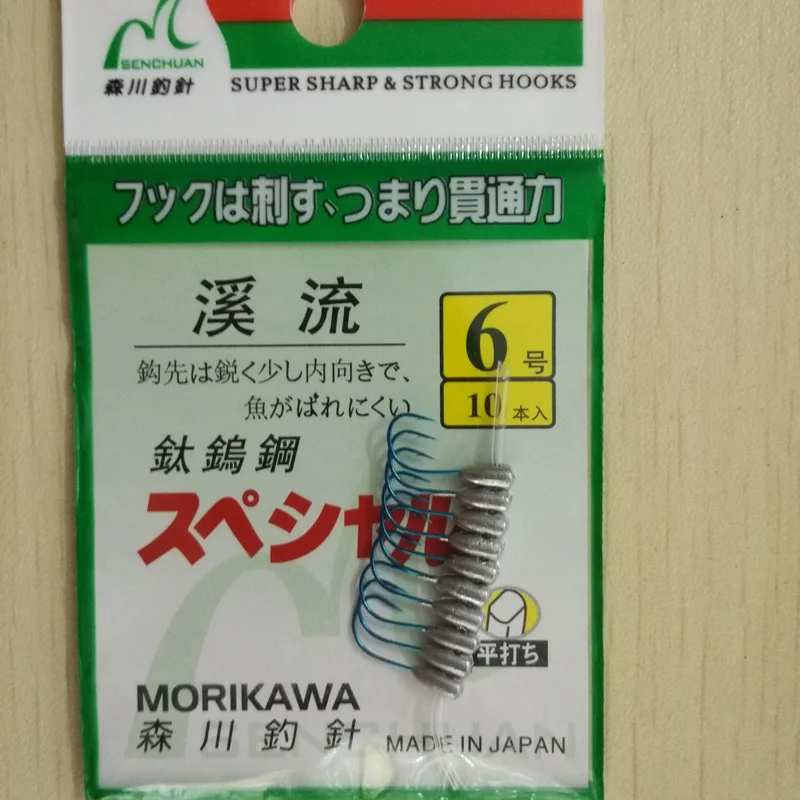 SENCHUAN
森川釣針
SUPER SHARP & STRONG HOOKS
フックは刺す、つまり貫通力
溪流
6号
鈎先は鋭く少し内向きで、
魚がばれにくい
10本入
鈦鎢鋼
スペシャル
平打ち
MORIKAWA
SENCHUAN
森川釣針
MADE IN JAPAN